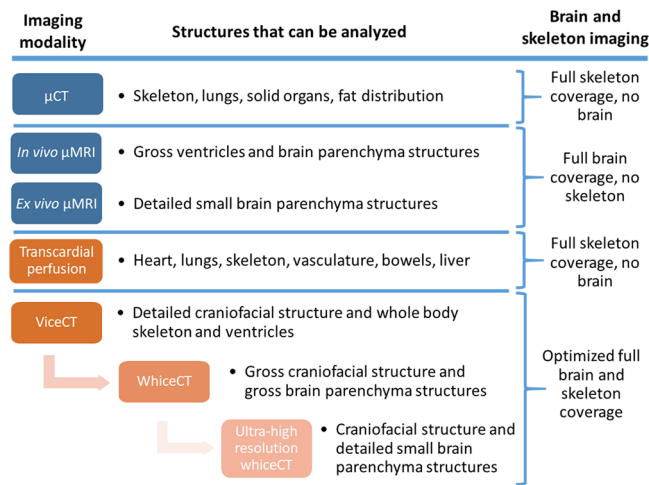 Imaging
modality
Structures that can be analyzed
Brain and
skeleton imaging
µCT
• Skeleton, lungs, solid organs, fat distribution
Full skeleton
coverage, no
brain
In vivo µMRI
• Gross ventricles and brain parenchyma structures
Ex vivo µMRI
• Detailed small brain parenchyma structures
Full brain
coverage, no
skeleton
Transcardial
perfusion
• Heart, lungs, skeleton, vasculature, bowels, liver
Full skeleton
coverage, no
brain
ViceCT
• Detailed craniofacial structure and whole body
skeleton and ventricles
WhiceCT
• Gross craniofacial structure and
gross brain parenchyma structures
Ultra-high
resolution
whiceCT
• Craniofacial structure and
detailed small brain
parenchyma structures
Optimized full
brain and
skeleton
coverage